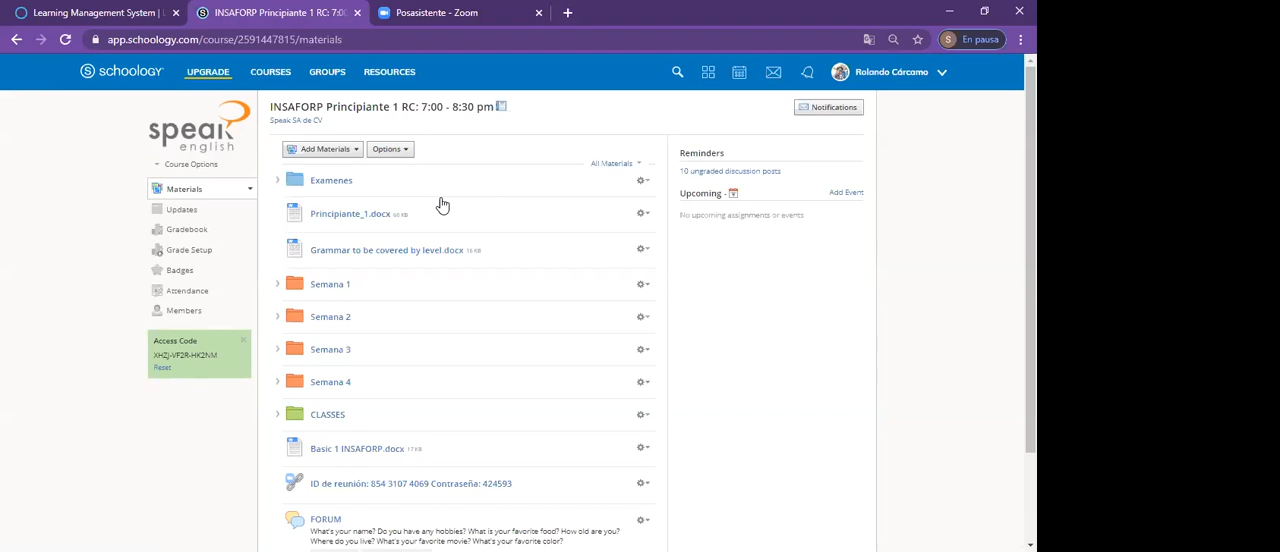 Learning Management System |
INSAFORP Principiante 1 RC: 7:00
Posasistente - Zoom
app.schoology.com/course/2591447815/materials
S
En pausa
S schoology
UPGRADE
COURSES
GROUPS
RESOURCES
Rolando Cárcamo
speak
english
INSAFORP Principiante 1 RC: 7:00 - 8:30 pm
Speak SA de CV
Notifications
Course Options
Add Materials
Options
All Materials
Materials
Updates
Gradebook
Grade Setup
Badges
Attendance
Members
Access Code
XHZJ-VF2R-HK2NM
Reset
Examenes
Principiante_1.docx 66 KB
Grammar to be covered by level.docx 18 KB
Semana 1
Semana 2
Semana 3
Semana 4
CLASSES
Basic 1 INSAFORP.docx 17 KB
ID de reunión: 854 3107 4069 Contraseña: 424593
FORUM
What's your name? Do you have any hobbies? What is your favorite food? How old are you?
Where do you live? What's your favorite movie? What's your favorite color?
Reminders
10 ungraded discussion posts
Upcoming -
Add Event
No upcoming assignments or events